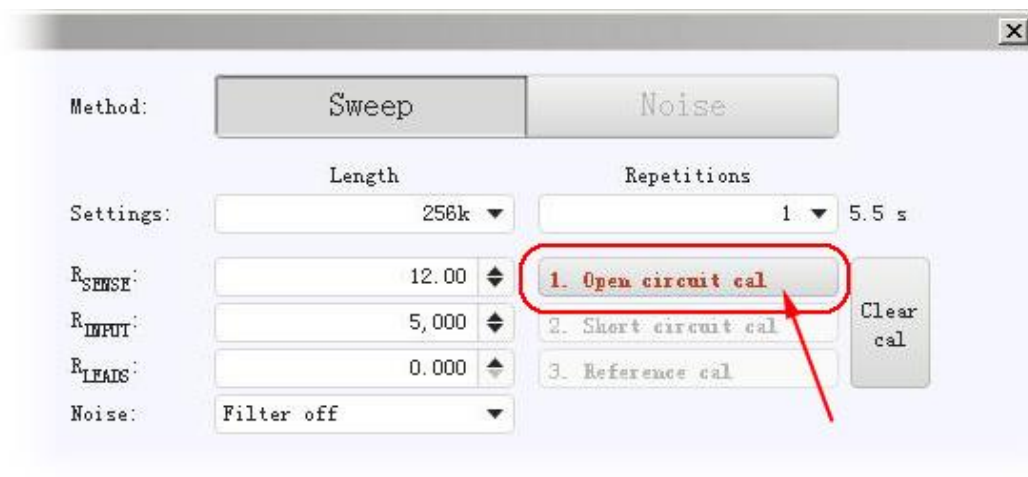 Method: Sweep Noise
Length Repetitions
Settings: 256k 1 5.5 s
RSENSE: 12.00 1. Open circuit cal
RINPUT: 5,000 2. Short circuit cal
Clear cal
RLEADS: 0.000 3. Reference cal
Noise: Filter off